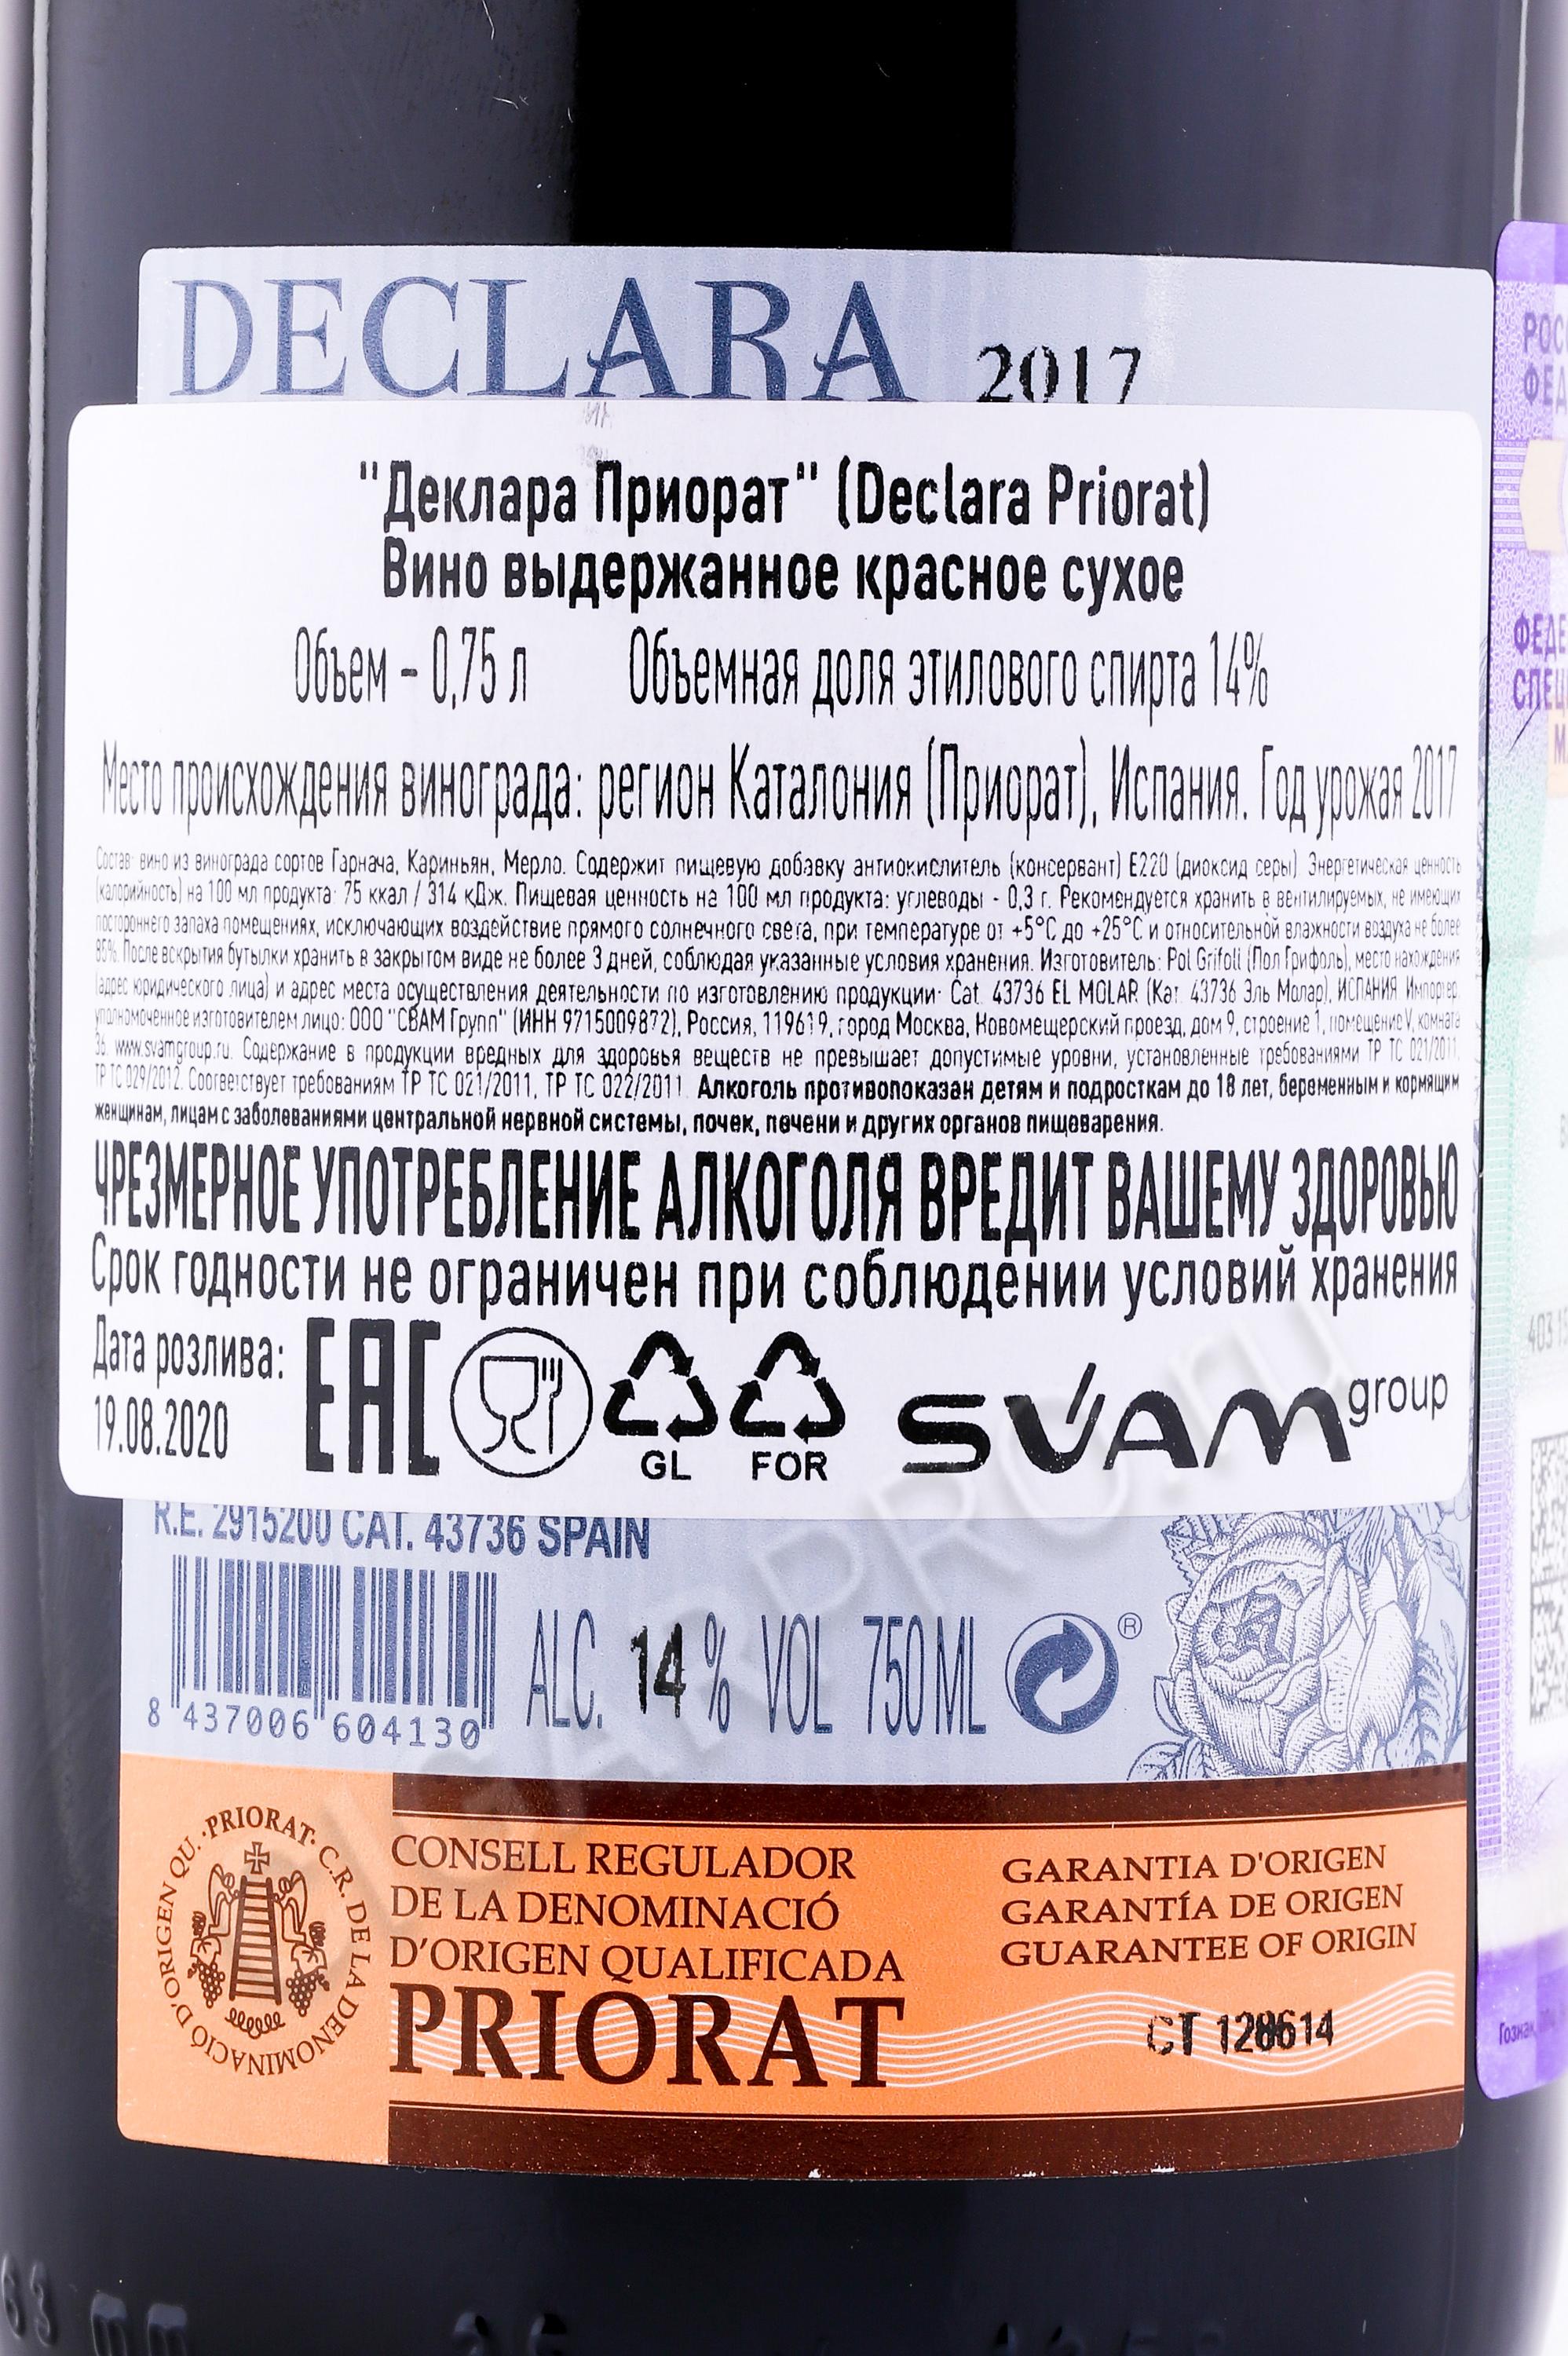 DECLARA 2017
"Деклара Приорат" (Declara Priorat)
Вино выдержанное красное сухое
Объем - 0,75 л Объемная доля этилового спирта 14%
Место происхождения винограда: регион Каталония (Приорат), Испания. Год урожая 2017
Состав: вино из винограда сортов Гарнача, Кариньян, Мерло. Содержит пищевую добавку антиокислитель (консервант) Е220 (диоксид серы). Энергетическая ценность
(калорийность) на 100 мл продукта: 75 ккал / 314 кДж. Пищевая ценность на 100 мл продукта: углеводы - 0,3 г. Рекомендуется хранить в вентилируемых, не имеющих
постороннего запаха помещениях, исключающих воздействие прямого солнечного света, при температуре от +5°С до +25°С и относительной влажности воздуха не более
85%. После вскрытия бутылки хранить в закрытом виде не более 3 дней, соблюдая указанные условия хранения. Изготовитель: Pol Grifoll (Пол Грифоль), место нахождения
(адрес юридического лица) и адрес места осуществления деятельности по изготовлению продукции: Cat. 43736 EL MOLAR (Кат. 43736 Эль Молар), ИСПАНИЯ. Импортер,
уполномоченное изготовителем лицо: ООО "СВАМ Групп" (ИНН 9715009872), Россия, 119619, город Москва, Новомещерский проезд, дом 9, строение 1, помещение V, комната
36. www.svamgroup.ru. Содержание в продукции вредных для здоровья веществ не превышает допустимые уровни, установленные требованиями ТР ТС 021/2011,
ТР ТС 029/2012. Соответствует требованиям ТР ТС 021/2011, ТР ТС 022/2011. Алкоголь противопоказан детям и подросткам до 18 лет, беременным и кормящим
женщинам, лицам с заболеваниями центральной нервной системы, почек, печени и других органов пищеварения.
ЧРЕЗМЕРНОЕ УПОТРЕБЛЕНИЕ АЛКОГОЛЯ ВРЕДИТ ВАШЕМУ ЗДОРОВЬЮ
Срок годности не ограничен при соблюдении условий хранения
Дата розлива:
19.08.2020
EAC
GL FOR
SVAM group
R.E. 2915200 CAT. 43736 SPAIN
8 437006 604130
ALC. 14 % VOL 750 ML ®
·PRIORAT· C.R. DE LA DENOMINACIÓ D'ORIGEN QU.
CONSELL REGULADOR
DE LA DENOMINACIÓ
D'ORIGEN QUALIFICADA
PRIORAT
GARANTIA D'ORIGEN
GARANTÍA DE ORIGEN
GUARANTEE OF ORIGIN
CT 128614